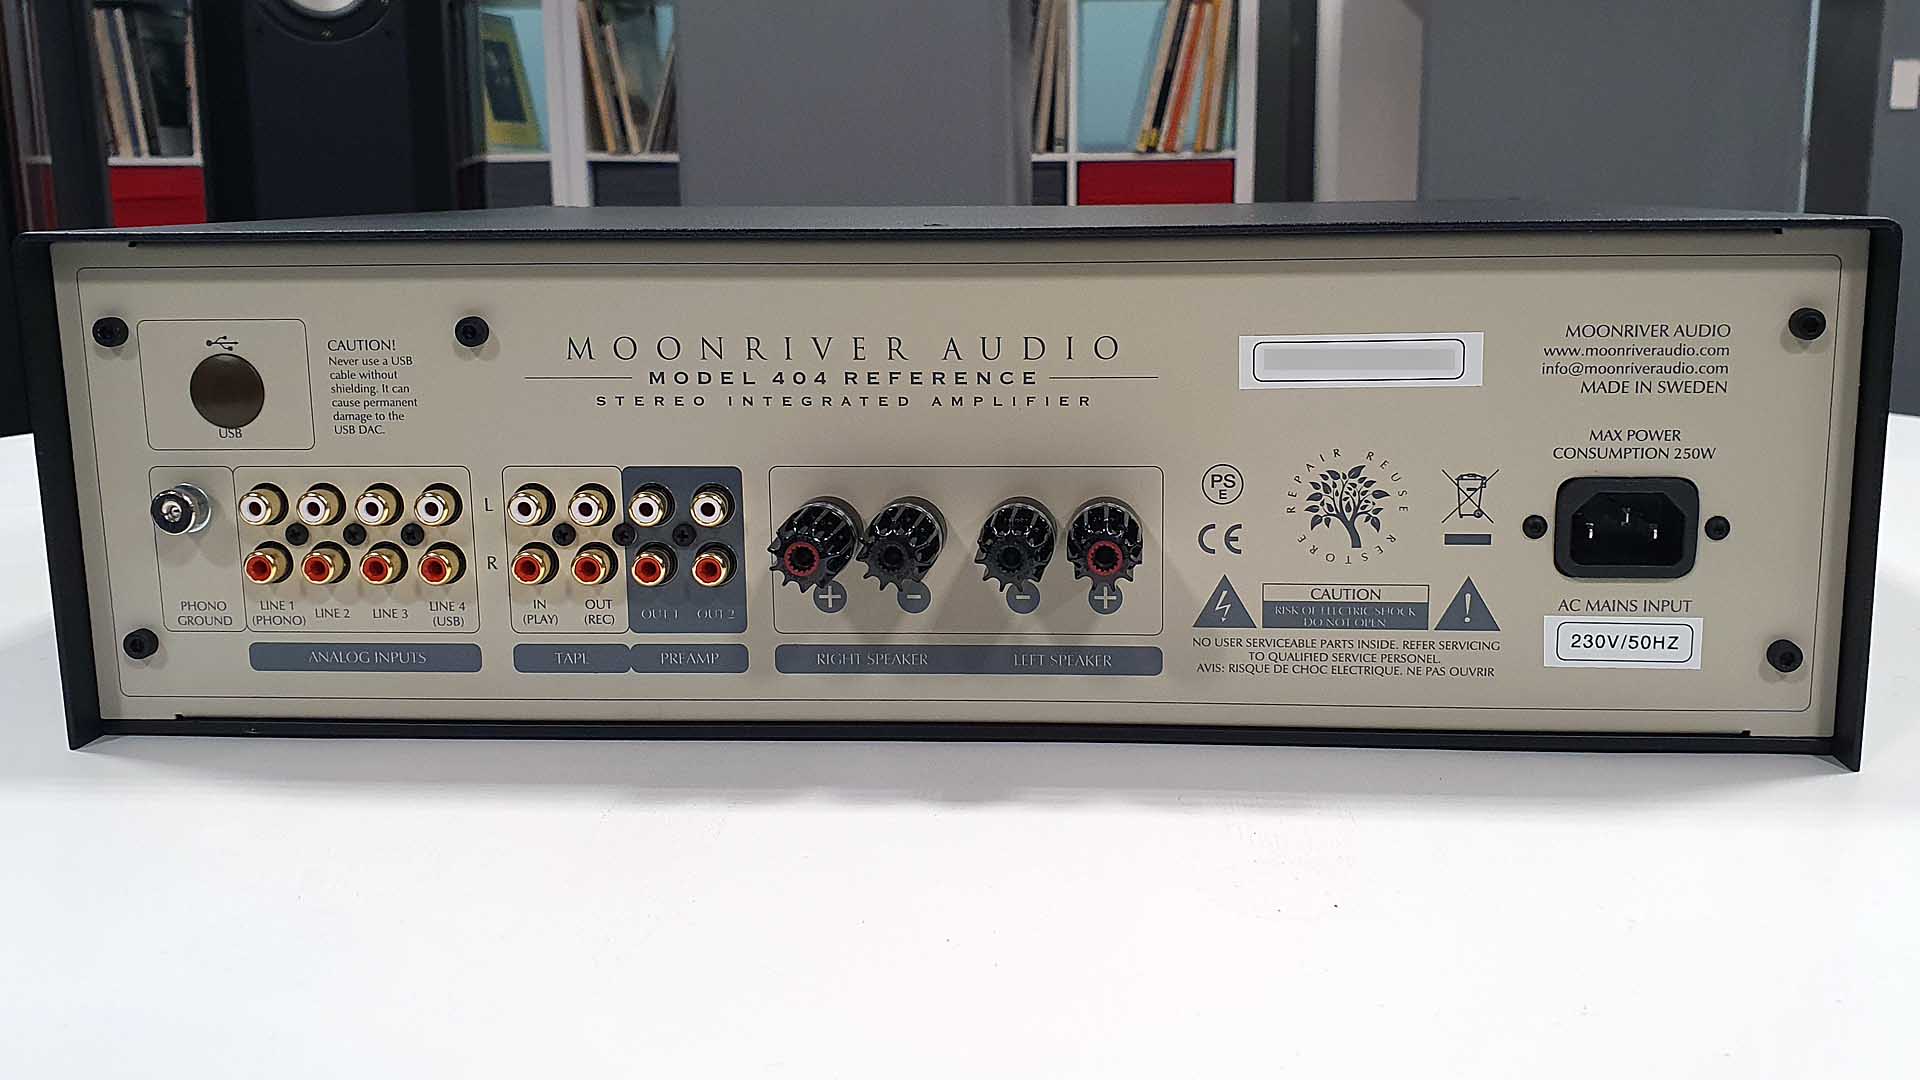 USB
CAUTION!
Never use a USB
cable without
shielding. It can
cause permanent
damage to the
USB DAC.
MOONRIVER AUDIO
MODEL 404 REFERENCE
STEREO INTEGRATED AMPLIFIER
MOONRIVER AUDIO
www.moonriveraudio.com
info@moonriveraudio.com
MADE IN SWEDEN
MAX POWER
CONSUMPTION 250W
L
R
PHONO
GROUND
LINE 1
(PHONO)
LINE 2
LINE 3
LINE 4
(USB)
ANALOG INPUTS
IN
(PLAY)
OUT
(REC)
TAPE
OUT 1
OUT 2
PREAMP
+
-
-
+
RIGHT SPEAKER
LEFT SPEAKER
PS
E
CE
REPAIR REUSE RESTORE
CAUTION
RISK OF ELECTRIC SHOCK
DO NOT OPEN
!
NO USER SERVICEABLE PARTS INSIDE. REFER SERVICING
TO QUALIFIED SERVICE PERSONEL.
AVIS: RISQUE DE CHOC ELECTRIQUE. NE PAS OUVRIR
AC MAINS INPUT
230V/50HZ